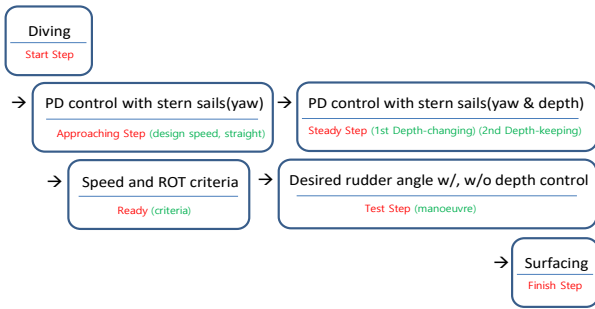 Diving
Start Step
→ PD control with stern sails(yaw)
Approaching Step (design speed, straight)
→ PD control with stern sails(yaw & depth)
Steady Step (1st Depth-changing) (2nd Depth-keeping)
→ Speed and ROT criteria
Ready (criteria)
→ Desired rudder angle w/, w/o depth control
Test Step (manoeuvre)
→ Surfacing
Finish Step